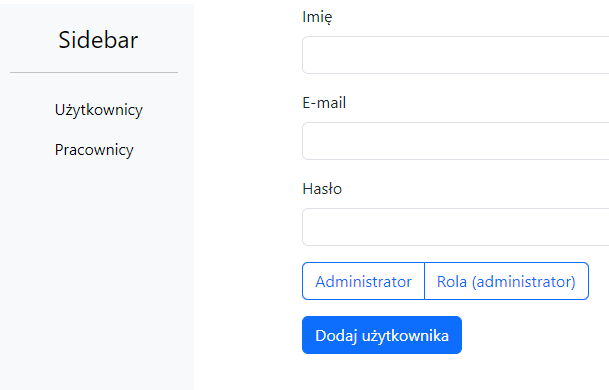 Sidebar
Użytkownicy
Pracownicy
Imię
E-mail
Hasło
Administrator
Rola (administrator)
Dodaj użytkownika